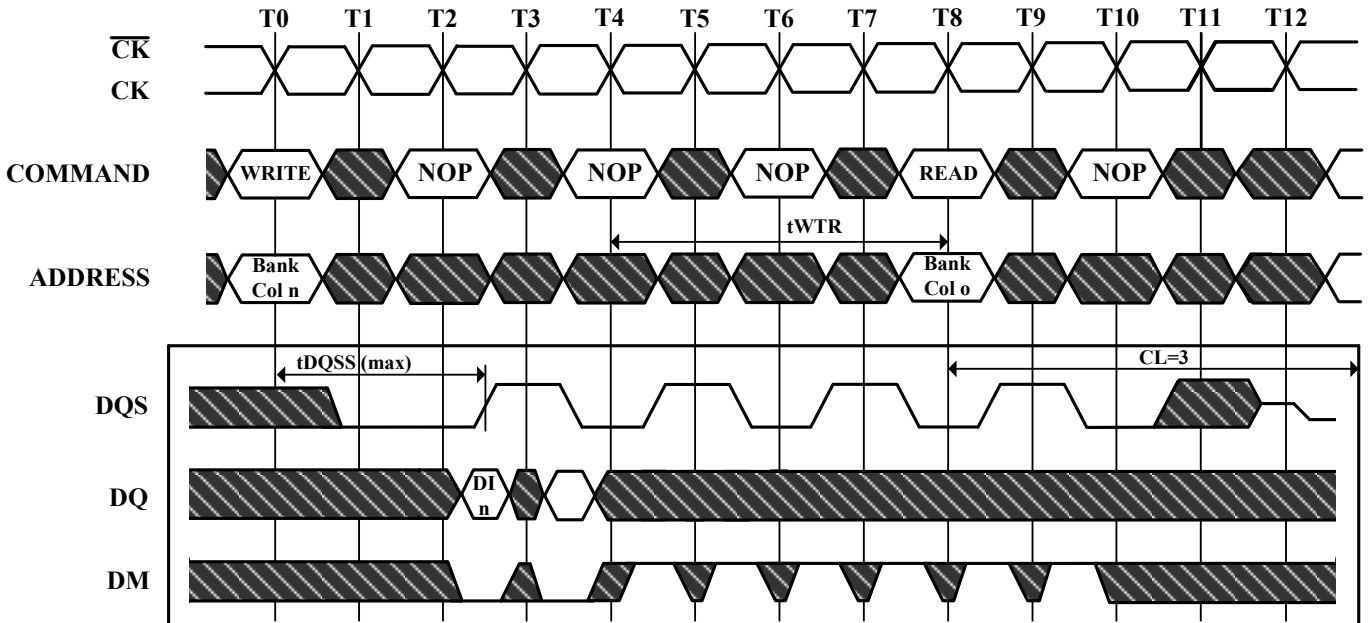 T0 T1 T2 T3 T4 T5 T6 T7 T8 T9 T10 T11 T12
CK
CK
COMMAND WRITE NOP NOP NOP READ NOP
tWTR
ADDRESS Bank Col n Bank Col o
tDQSS (max) CL=3
DQS
DQ DI n
DM